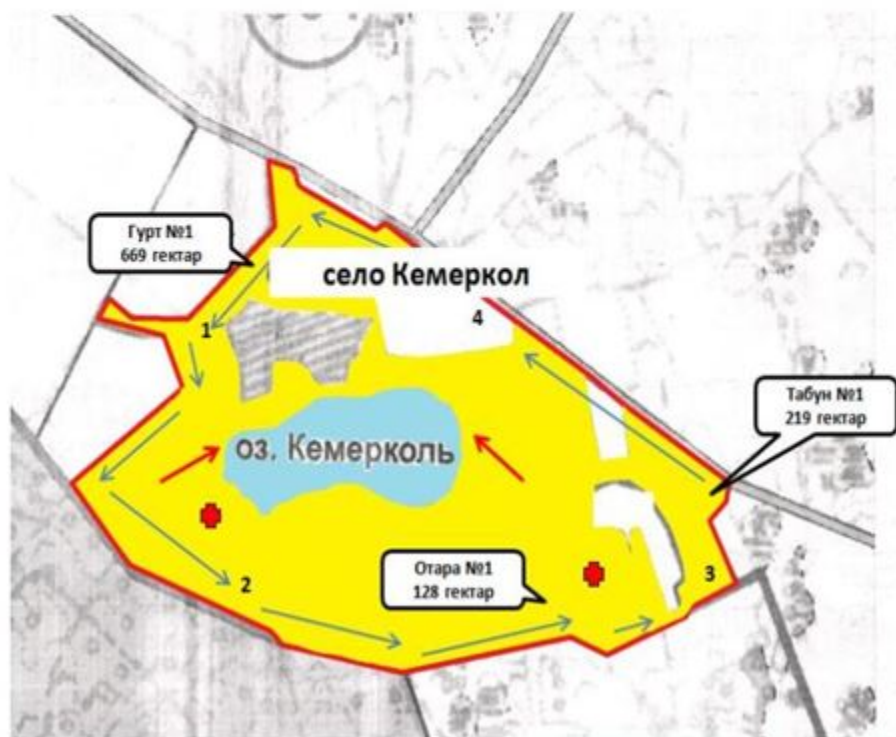 Гурт №1
669 гектар
село Кемеркол
1
4
Табун №1
219 гектар
оз. Кемерколь
2
Отара №1
128 гектар
3